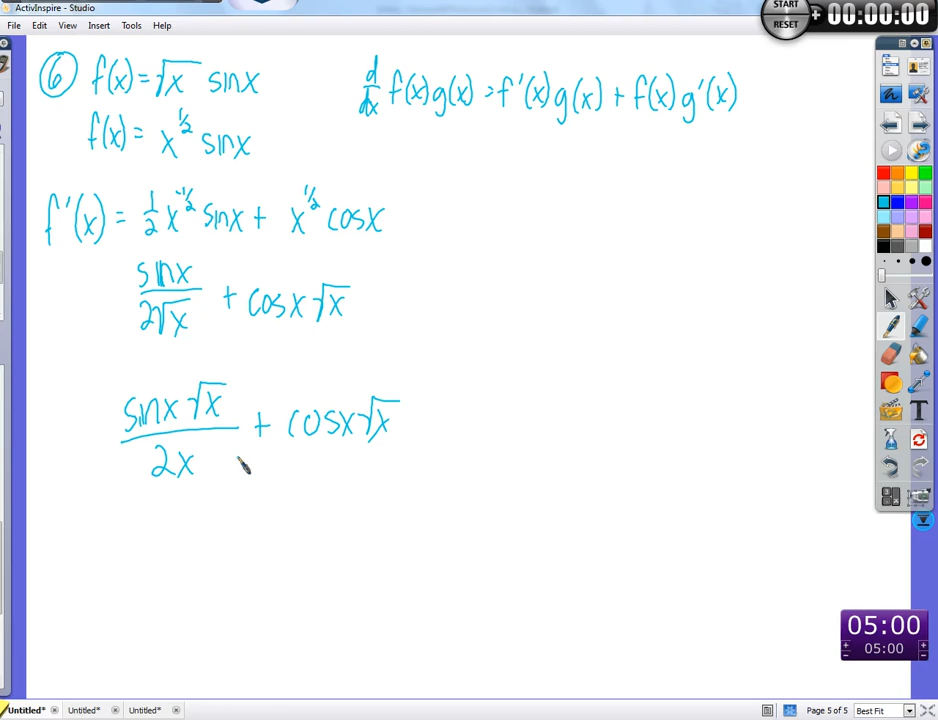 ActivInspire - Studio
START
RESET
00:00:00
File Edit View Insert Tools Help
⑥ f(x) = √x sinx
d/dx f(x)g(x) = f'(x)g(x) + f(x)g'(x)
f(x) = x^1/2 sinx
f'(x) = 1/2 x^-1/2 sinx + x^1/2 cosx
sinx/2√x + cosx√x
sinx√x/2x + cosx√x
T
05:00
05:00
Untitled* Untitled* Untitled* Page 5 of 5 Best Fit